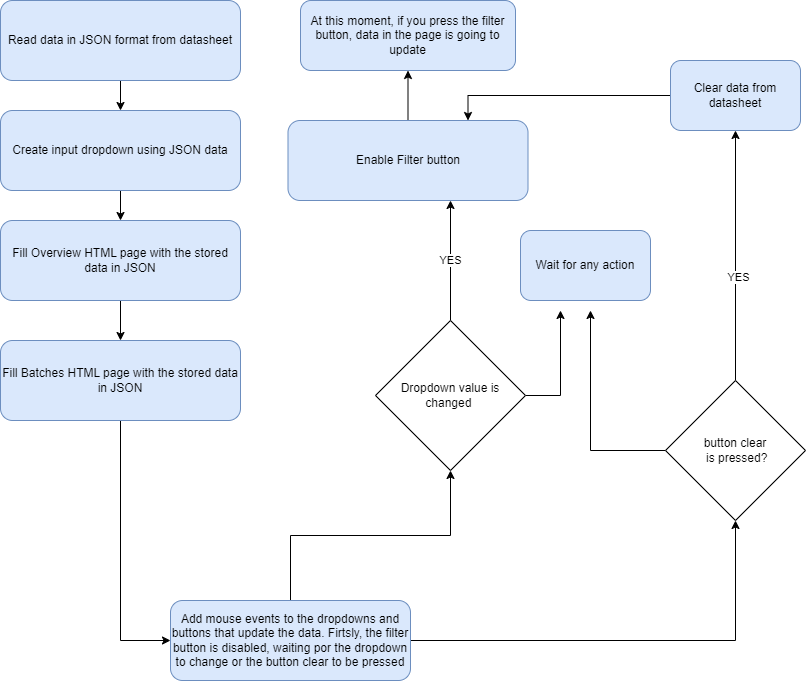 Read data in JSON format from datasheet
Create input dropdown using JSON data
Fill Overview HTML page with the stored
data in JSON
Fill Batches HTML page with the stored data
in JSON
Add mouse events to the dropdowns and
buttons that update the data. Firtsly, the filter
button is disabled, waiting por the dropdown
to change or the button clear to be pressed
At this moment, if you press the filter
button, data in the page is going to
update
Enable Filter button
YES
Dropdown value is
changed
Wait for any action
Clear data from
datasheet
YES
button clear
is pressed?